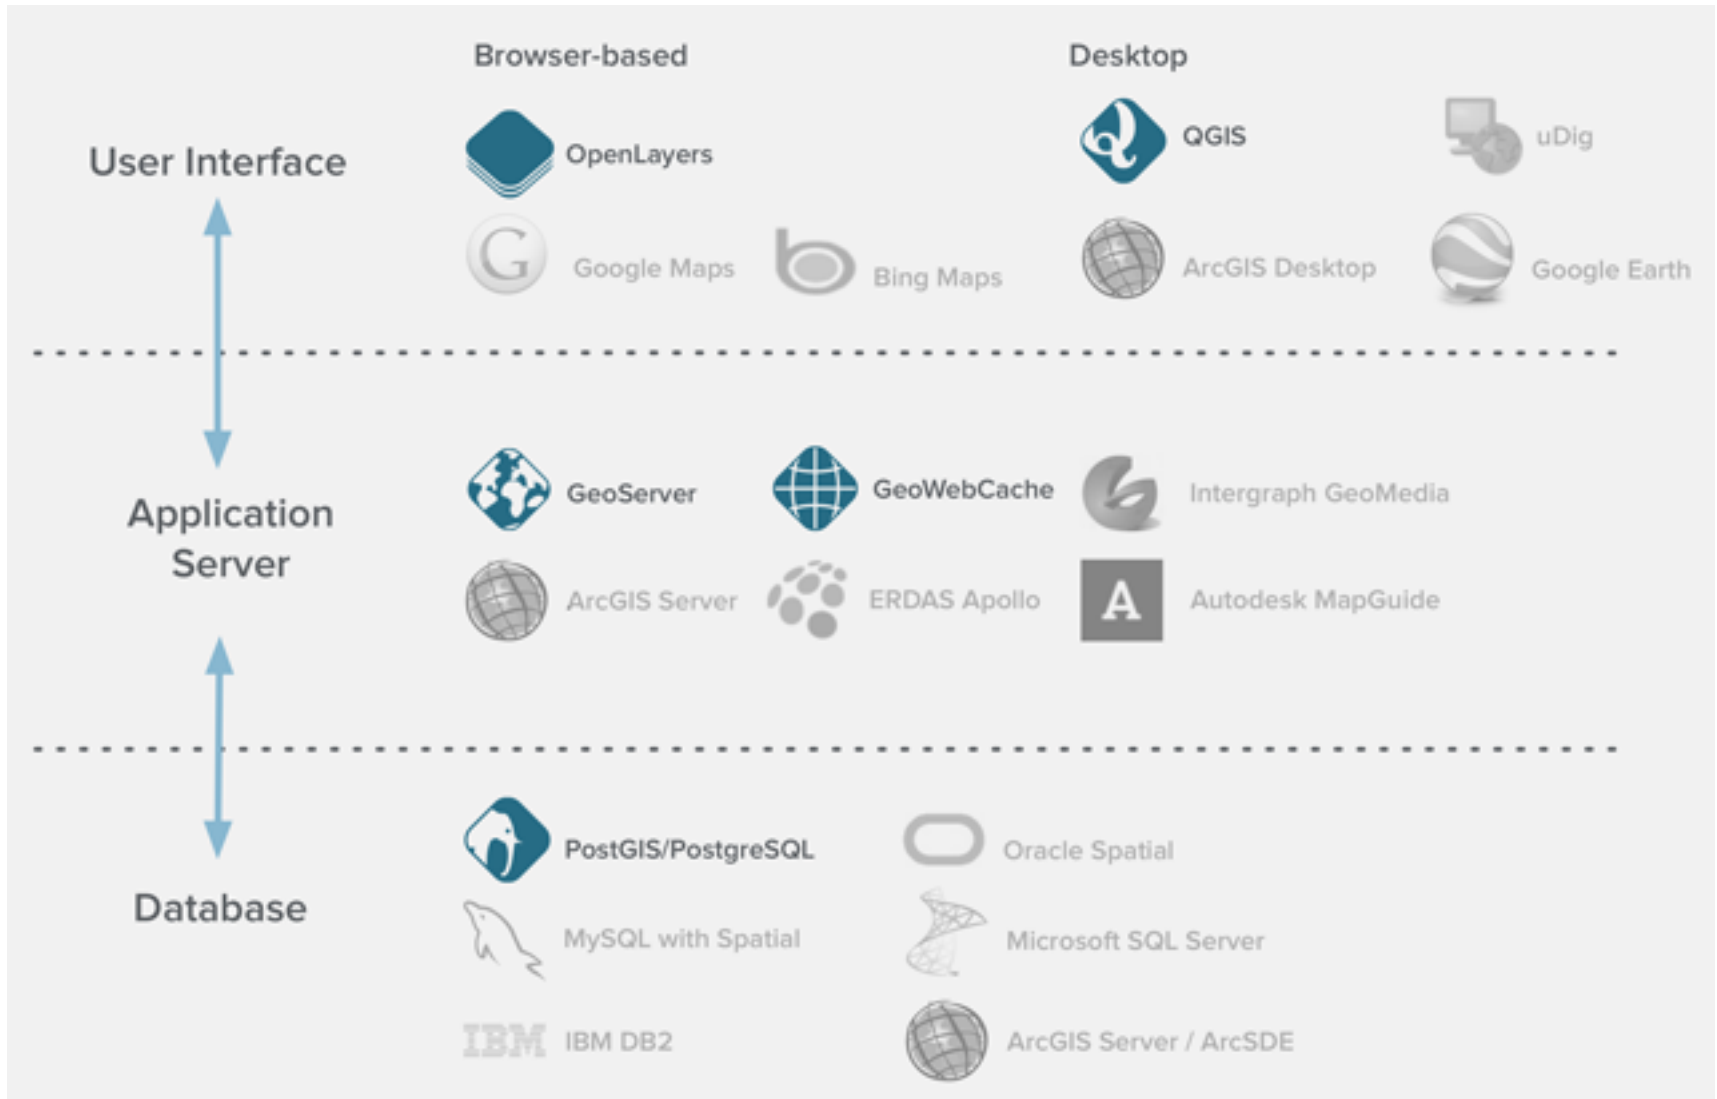 Browser-based
Desktop
User Interface
OpenLayers
QGIS
uDig
G
Google Maps
b
Bing Maps
ArcGIS Desktop
Google Earth
Application
Server
GeoServer
GeoWebCache
Intergraph GeoMedia
ArcGIS Server
ERDAS Apollo
A
Autodesk MapGuide
Database
PostGIS/PostgreSQL
Oracle Spatial
MySQL with Spatial
Microsoft SQL Server
IBM
IBM DB2
ArcGIS Server / ArcSDE